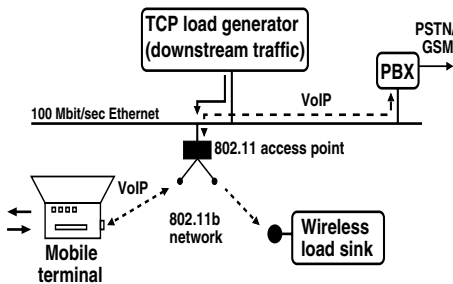 TCP load generator
(downstream traffic)
PSTN/
GSM
PBX
VoIP
100 Mbit/sec Ethernet
802.11 access point
VoIP
802.11b
network
Wireless
load sink
Mobile
terminal